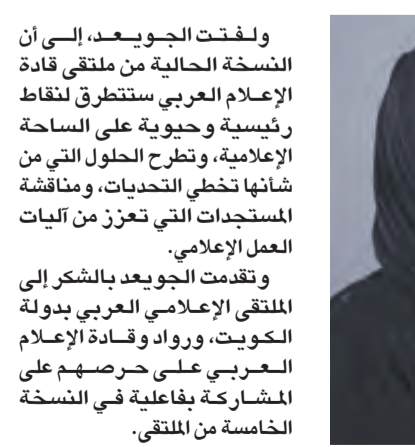 ولفتت الجويعد، إلى أن
النسخة الحالية من ملتقى قادة
الإعلام العربي ستتطرق لنقاط
رئيسية وحيوية على الساحة
الإعلامية، وتطرح الحلول التي من
شأنها تخطي التحديات، ومناقشة
المستجدات التي تعزز من آليات
العمل الإعلامي.
وتقدمت الجويعد بالشكر إلى
الملتقى الإعلامي العربي بدولة
الكويت، ورواد وقادة الإعلام
العربي على حرصهم على
المشاركة بفاعلية في النسخة
الخامسة من الملتقى.